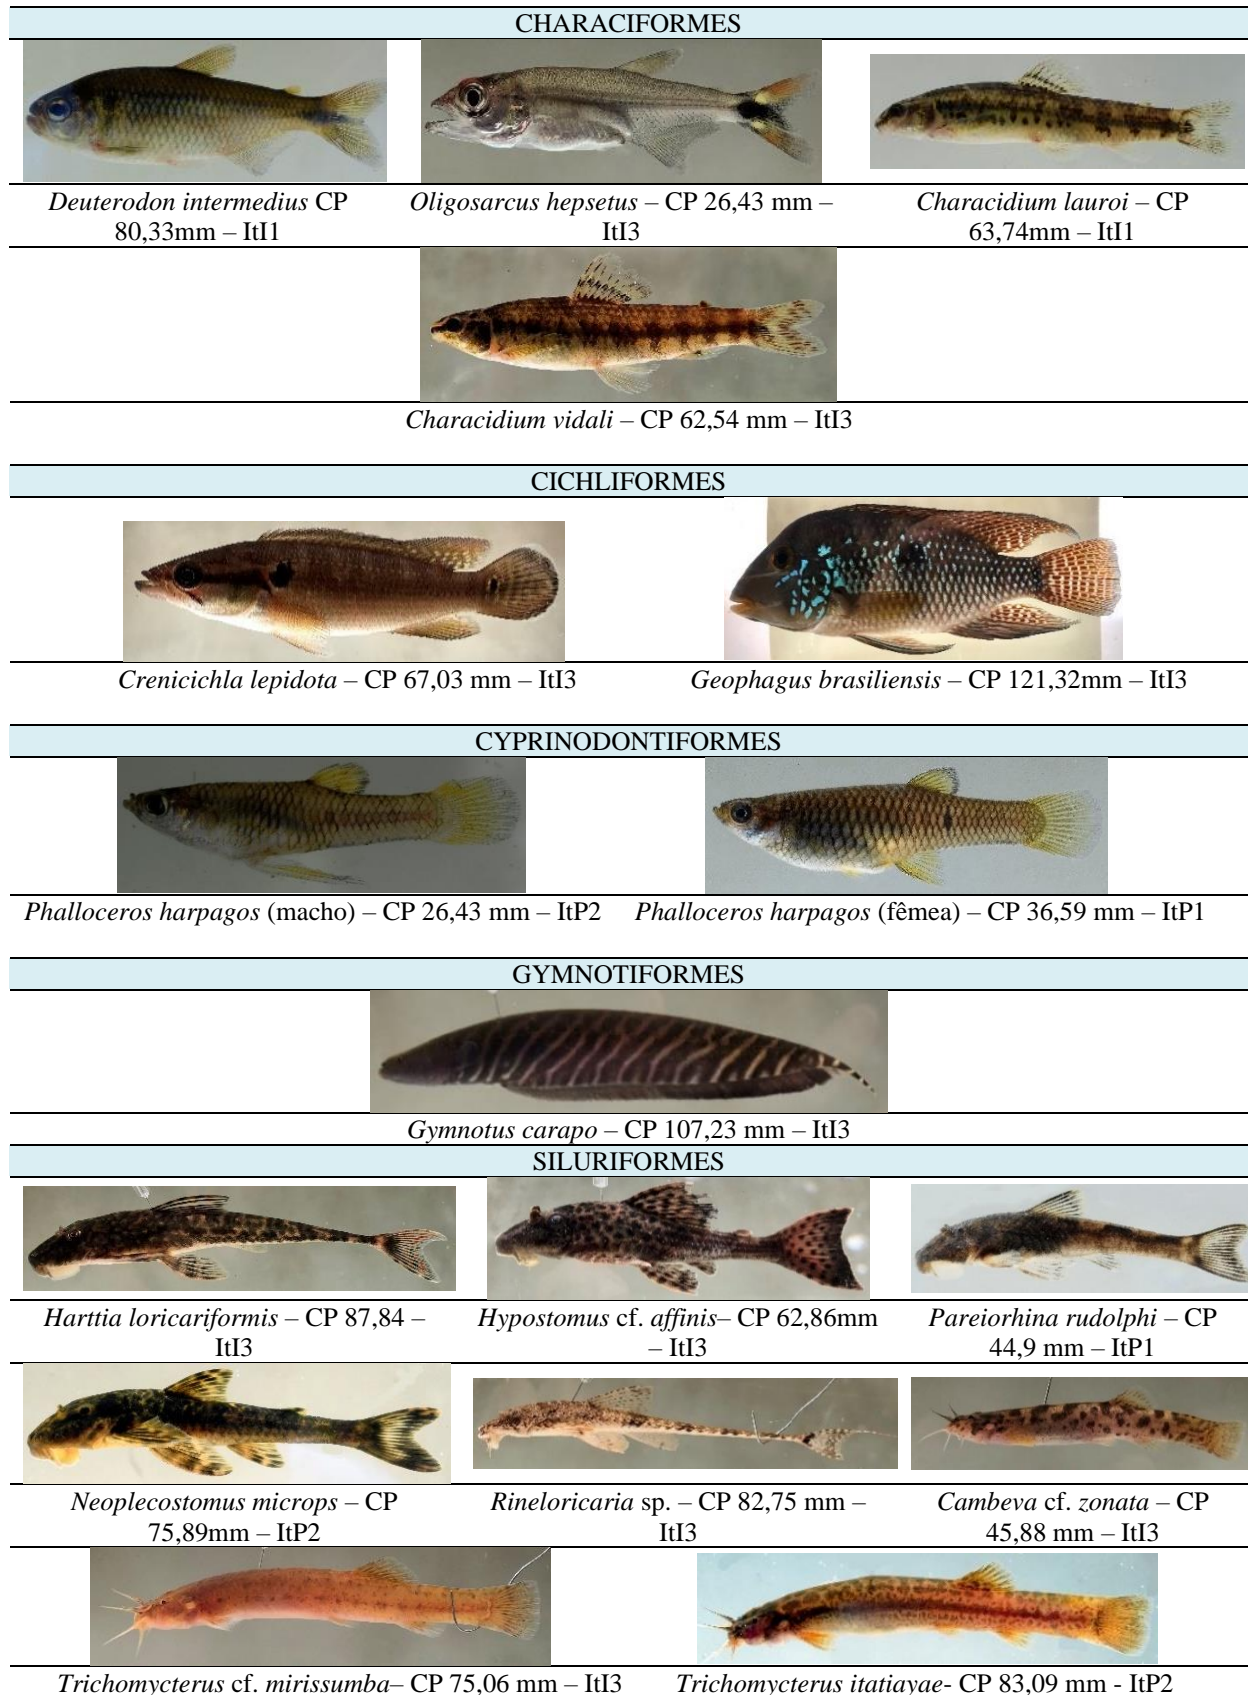 CHARACIFORMES
Deuterodon intermedius CP
80,33mm – ItI1
Oligosarcus hepsetus – CP 26,43 mm –
ItI3
Characidium lauroi – CP
63,74mm – ItI1
Characidium vidali – CP 62,54 mm – ItI3
CICHLIFORMES
Crenicichla lepidota – CP 67,03 mm – ItI3
Geophagus brasiliensis – CP 121,32mm – ItI3
CYPRINODONTIFORMES
Phalloceros harpagos (macho) – CP 26,43 mm – ItP2
Phalloceros harpagos (fêmea) – CP 36,59 mm – ItP1
GYMNOTIFORMES
Gymnotus carapo – CP 107,23 mm – ItI3
SILURIFORMES
Harttia loricariformis – CP 87,84 –
ItI3
Hypostomus cf. affinis– CP 62,86mm
– ItI3
Pareiorhina rudolphi – CP
44,9 mm – ItP1
Neoplecostomus microps – CP
75,89mm – ItP2
Rineloricaria sp. – CP 82,75 mm –
ItI3
Cambeva cf. zonata – CP
45,88 mm – ItI3
Trichomycterus cf. mirissumba– CP 75,06 mm – ItI3
Trichomycterus itatiayae- CP 83,09 mm - ItP2